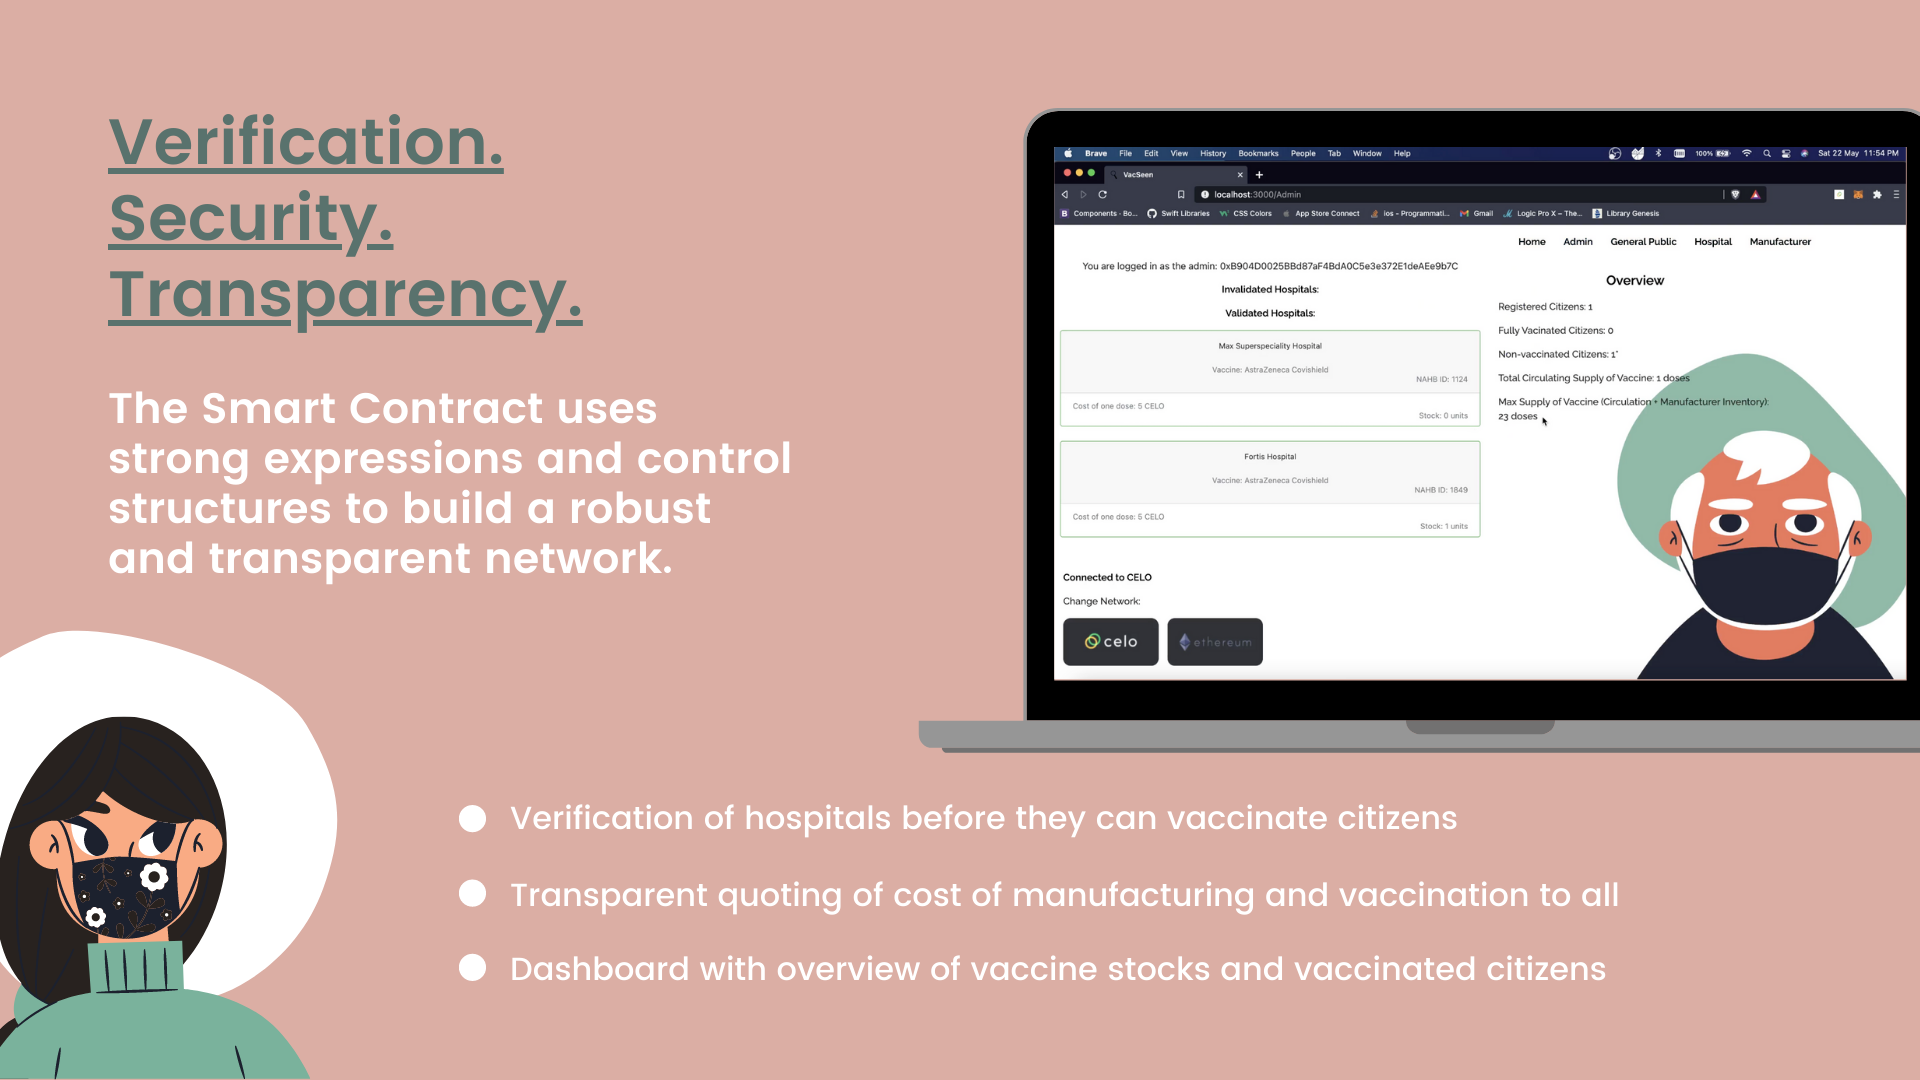 Verification.
Security.
Transparency.
The Smart Contract uses
strong expressions and control
structures to build a robust
and transparent network.
Brave File Edit View History Bookmarks People Tab Window Help 100% Sat 22 May 11:54 PM
VacSeen
localhost:3000/Admin
Components - Bo... Swift Libraries CSS Colors App Store Connect ios - Programmati... Gmail Logic Pro X – The... Library Genesis
Home Admin General Public Hospital Manufacturer
You are logged in as the admin: 0xB904D0025BBd87aF4BdA0C5e3e372E1deAEe9b7C
Invalidated Hospitals:
Validated Hospitals:
Max Superspeciality Hospital
Vaccine: AstraZeneca Covishield
NAHB ID: 1124
Cost of one dose: 5 CELO
Stock: 0 units
Fortis Hospital
Vaccine: AstraZeneca Covishield
NAHB ID: 1849
Cost of one dose: 5 CELO
Stock: 1 units
Connected to CELO
Change Network:
celo
ethereum
Overview
Registered Citizens: 1
Fully Vacinated Citizens: 0
Non-vaccinated Citizens: 1*
Total Circulating Supply of Vaccine: 1 doses
Max Supply of Vaccine (Circulation + Manufacturer Inventory):
23 doses
Verification of hospitals before they can vaccinate citizens
Transparent quoting of cost of manufacturing and vaccination to all
Dashboard with overview of vaccine stocks and vaccinated citizens